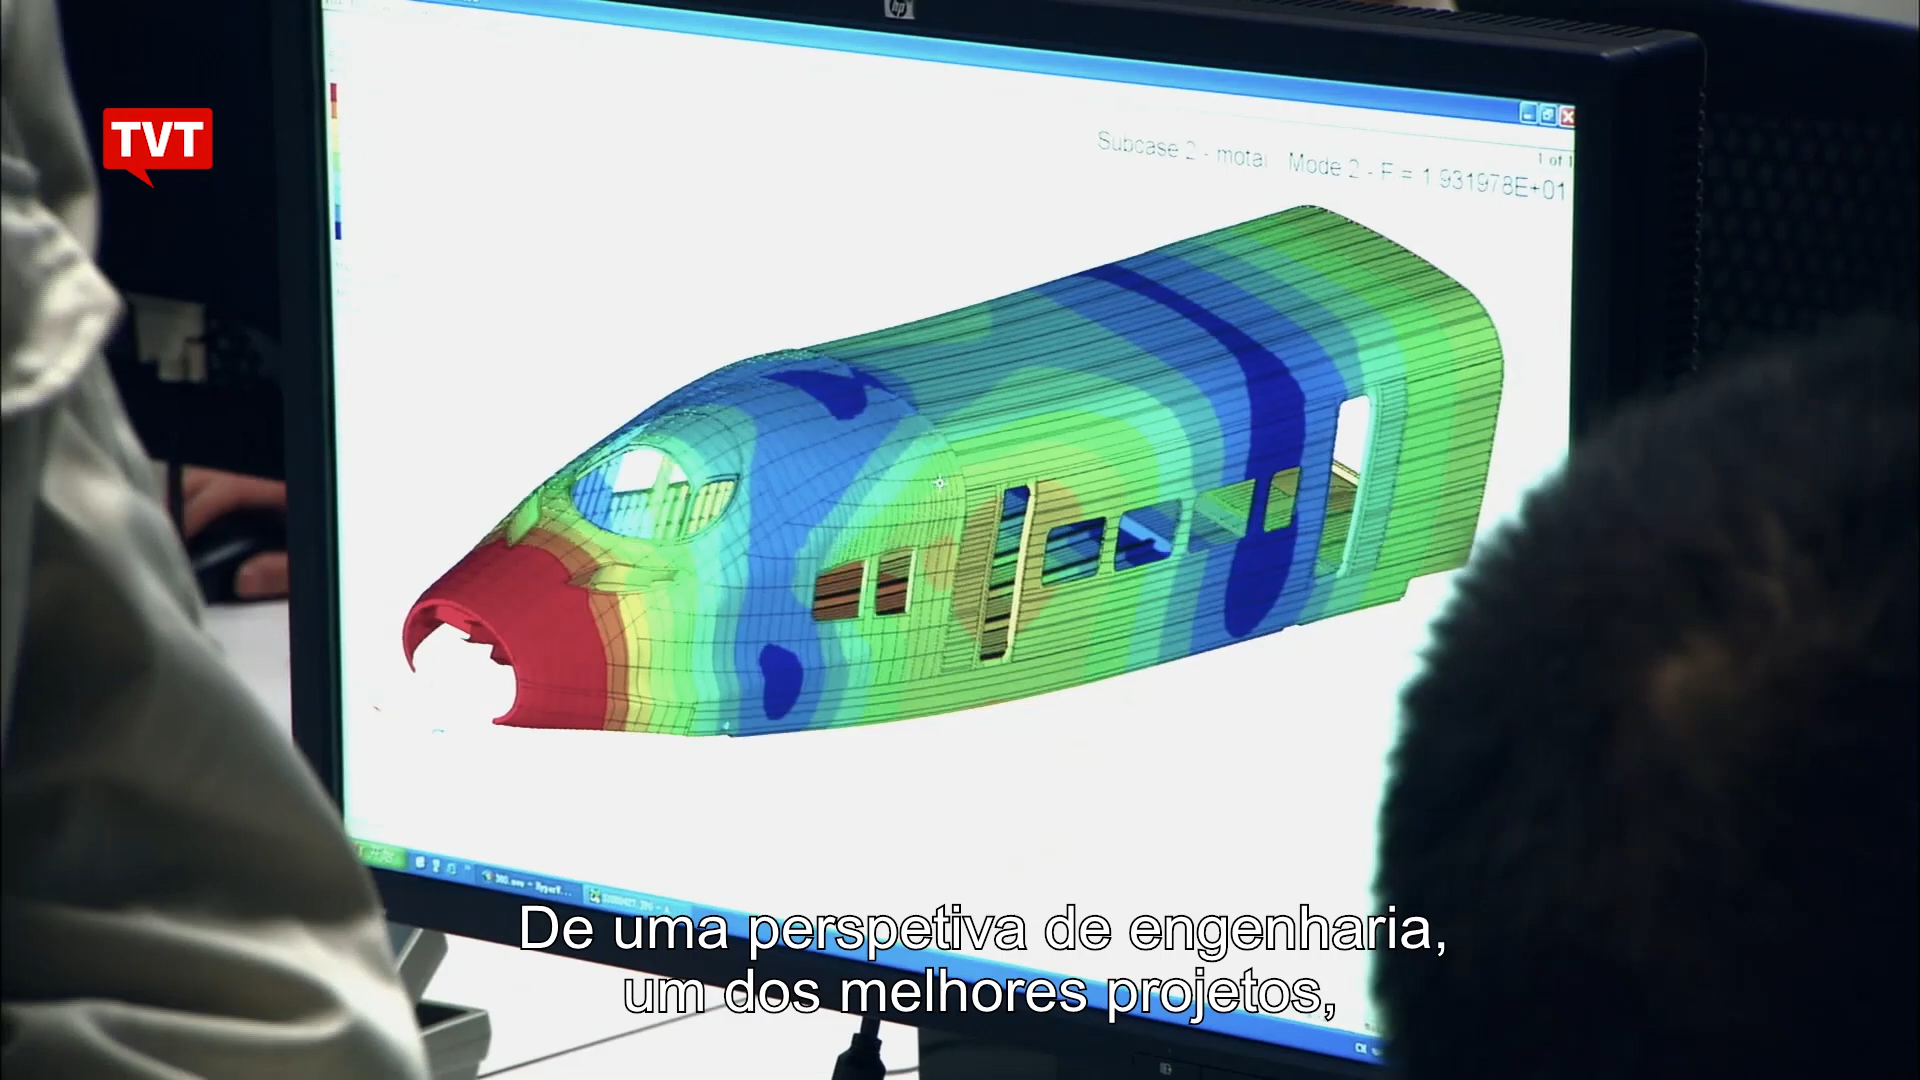 hp
TVT
1 of 1
Subcase 2 - motai Mode 2 - F = 1.931978E+01
De uma perspetiva de engenharia,
um dos melhores projetos,